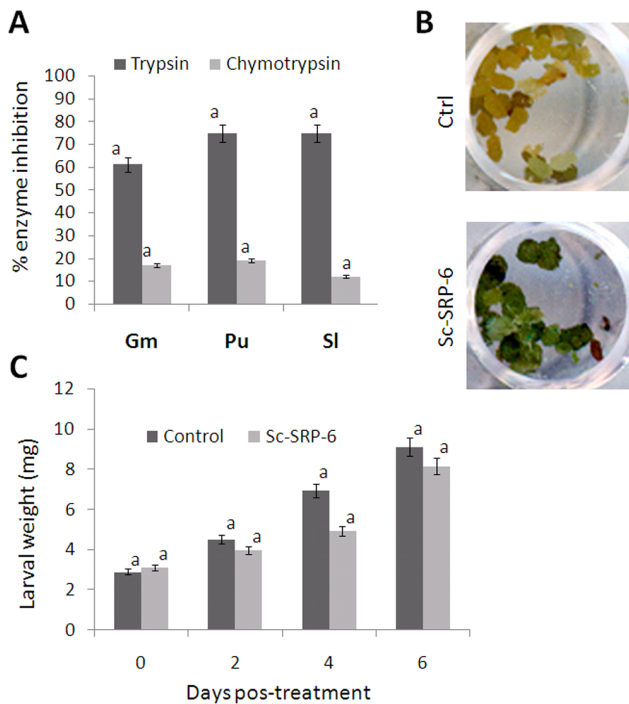 A
Trypsin Chymotrypsin
% enzyme inhibition
100
90
80
70
60
50
40
30
20
10
0
a a a a a a
Gm Pu Sl
B
Ctrl
Sc-SRP-6
C
Control Sc-SRP-6
Larval weight (mg)
12
10
8
6
4
2
0
a a a a a a a a
0 2 4 6
Days pos-treatment